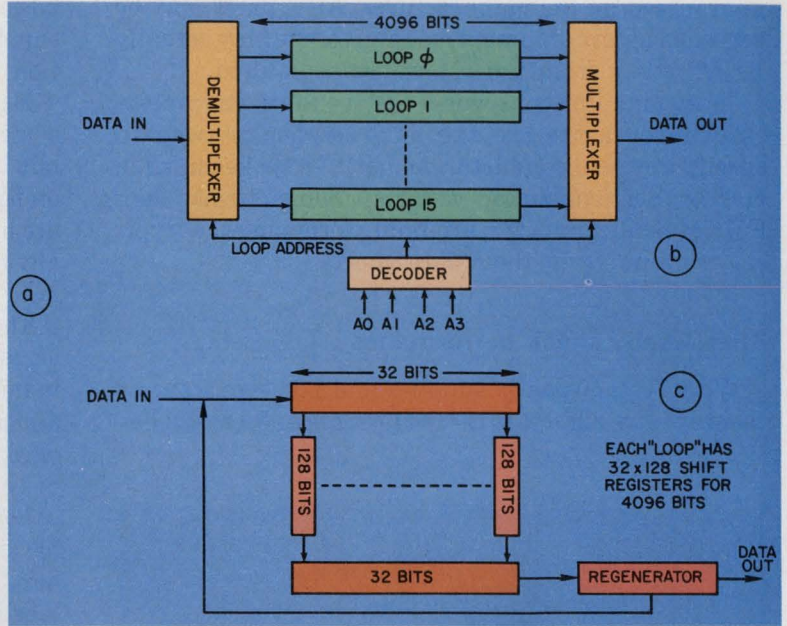 4096 BITS
LOOP ϕ
LOOP 1
LOOP 15
DATA IN
DEMULTIPLEXER
MULTIPLEXER
DATA OUT
LOOP ADDRESS
DECODER
A0 A1 A2 A3
b
a
c
32 BITS
DATA IN
128 BITS
128 BITS
EACH "LOOP" HAS
32 x 128 SHIFT
REGISTERS FOR
4096 BITS
32 BITS
REGENERATOR
DATA
OUT